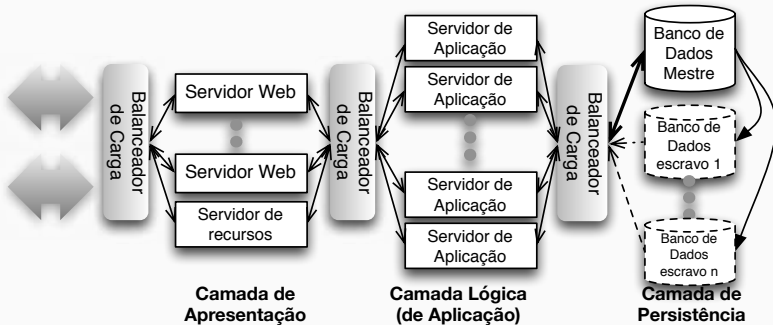 Balanceador
de Carga
Servidor Web
Servidor Web
Servidor de
recursos
Camada de
Apresentação
Balanceador
de Carga
Servidor de
Aplicação
Servidor de
Aplicação
Servidor de
Aplicação
Servidor de
Aplicação
Camada Lógica
(de Aplicação)
Balanceador
de Carga
Banco de
Dados
Mestre
Banco de
Dados
escravo 1
Banco de
Dados
escravo n
Camada de
Persistência